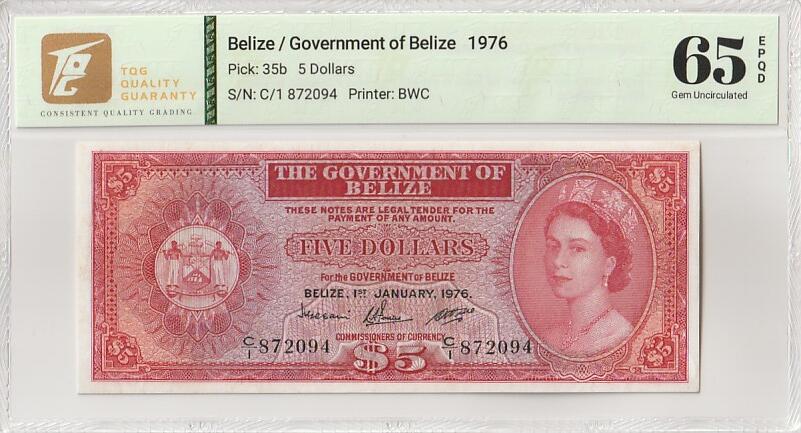 TQG
QUALITY
GUARANTY
CONSISTENT QUALITY GRADING
Belize / Government of Belize 1976
Pick: 35b 5 Dollars
S/N: C/1 872094 Printer: BWC
65
EPQD
Gem Uncirculated
$5
$5
THE GOVERNMENT OF
BELIZE
THESE NOTES ARE LEGAL TENDER FOR THE
PAYMENT OF ANY AMOUNT.
FIVE DOLLARS
For the GOVERNMENT of BELIZE
BELIZE, 1ST JANUARY, 1976.
COMMISSIONERS OF CURRENCY
C/1 872094
C/1 872094
$5
$5
$5